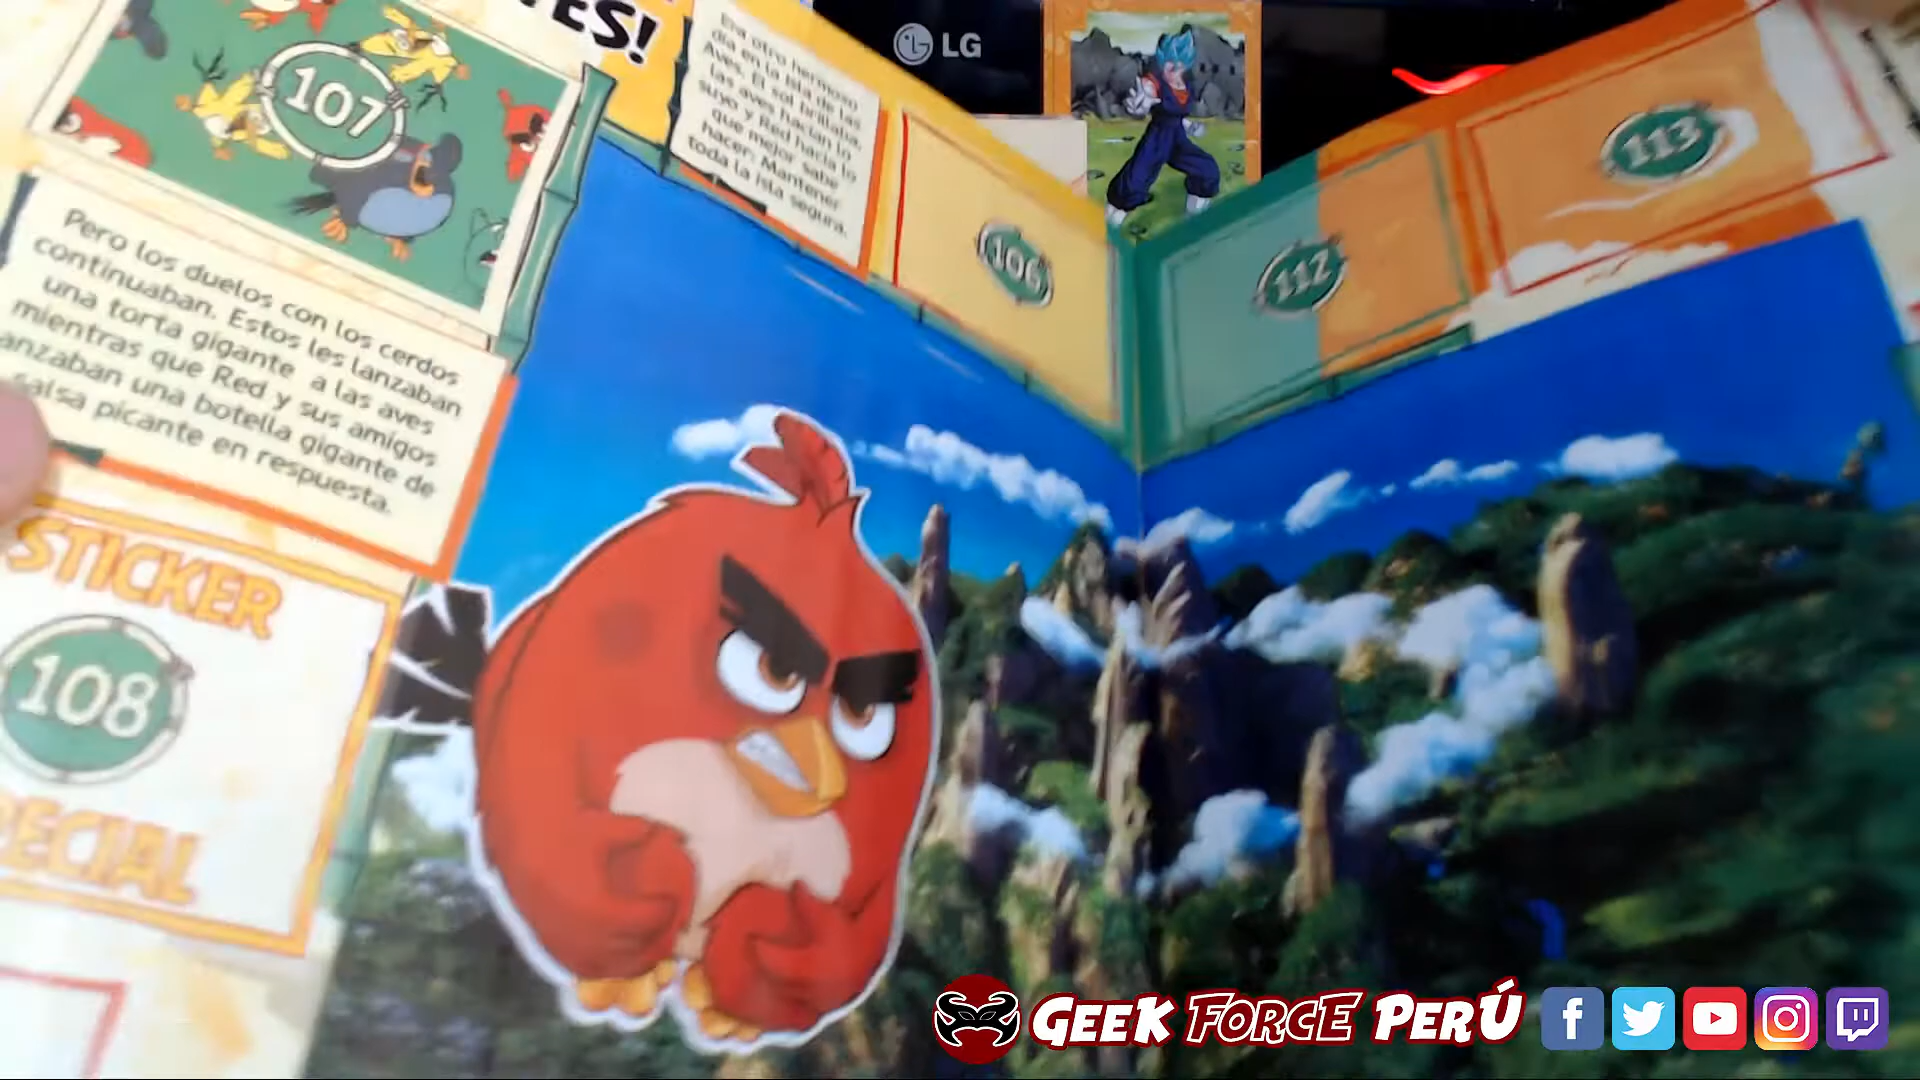 107
Pero los duelos con los cerdos
continuaban. Estos les lanzaban
una torta gigante a las aves
mientras que Red y sus amigos
lanzaban una botella gigante de
salsa picante en respuesta.
STICKER
108
ECIAL
ES!
Era otro hermoso
día en la Isla de las
Aves. El sol brillaba,
las aves hacían lo
suyo y Red hacía lo
que mejor sabe
hacer: Mantener
toda la isla segura.
106
LG
112
113
GEEK FORCE PERÚ